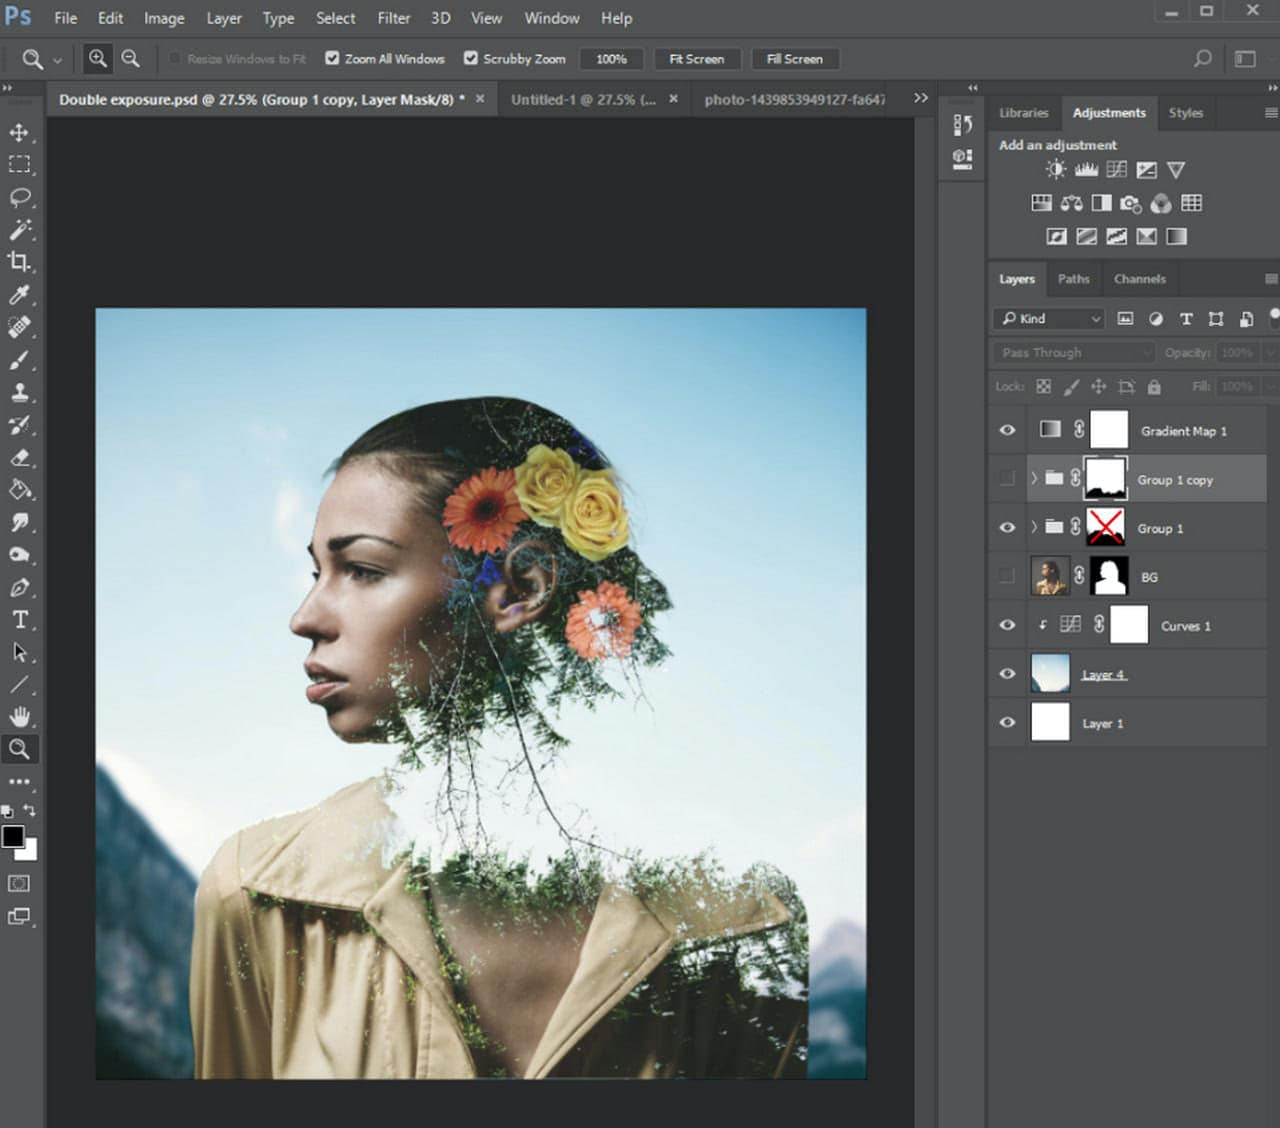 Ps File Edit Image Layer Type Select Filter 3D View Window Help
Resize Windows to Fit Zoom All Windows Scrubby Zoom 100% Fit Screen Fill Screen
Double exposure.psd @ 27.5% (Group 1 copy, Layer Mask/8) * × Untitled-1 @ 27.5% (... × photo-1439853949127-fa647
Libraries Adjustments Styles
Add an adjustment
Layers Paths Channels
Kind
Pass Through Opacity: 100%
Lock: Fill: 100%
Gradient Map 1
Group 1 copy
Group 1
BG
Curves 1
Layer 4
Layer 1